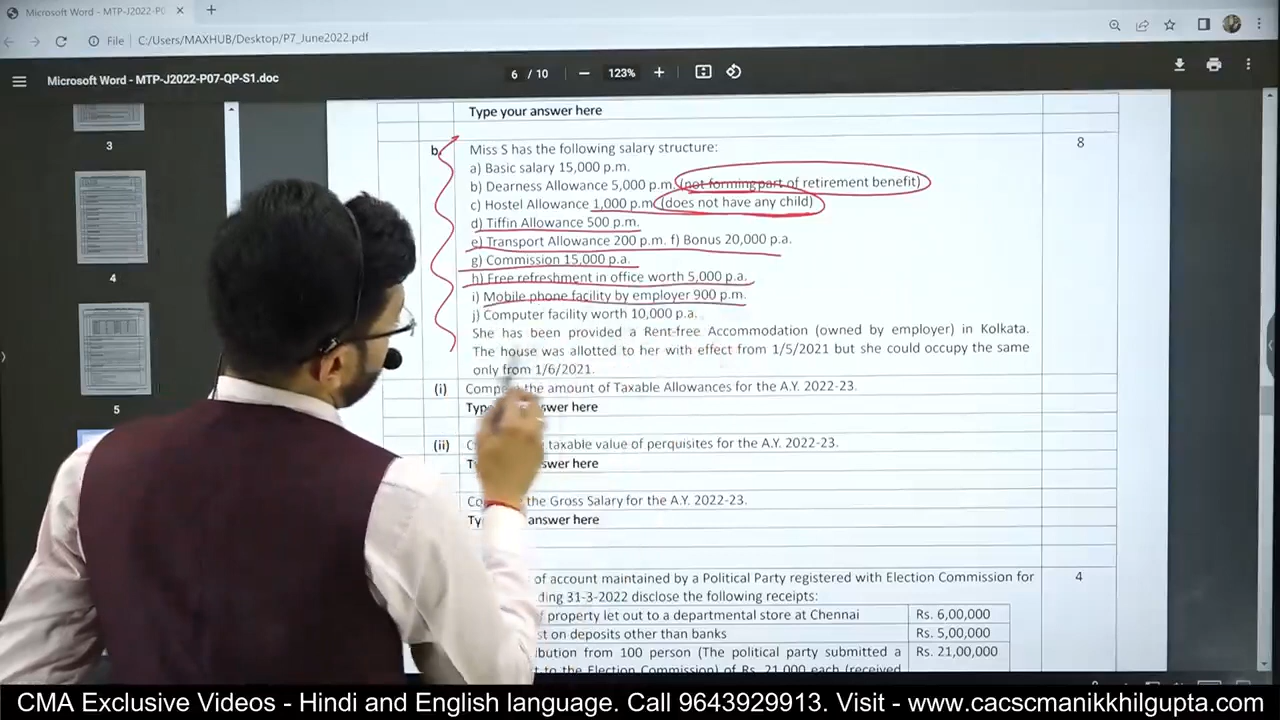 Microsoft Word - MTP-J2022-P0
File C:/Users/MAXHUB/Desktop/P7_June2022.pdf
Microsoft Word - MTP-J2022-P07-QP-S1.doc
6 / 10
123%
3
4
5
Type your answer here
b. 8
Miss S has the following salary structure:
a) Basic salary 15,000 p.m.
b) Dearness Allowance 5,000 p.m. (not forming part of retirement benefit)
c) Hostel Allowance 1,000 p.m (does not have any child)
d) Tiffin Allowance 500 p.m.
e) Transport Allowance 200 p.m. f) Bonus 20,000 p.a.
g) Commission 15,000 p.a.
h) Free refreshment in office worth 5,000 p.a.
i) Mobile phone facility by employer 900 p.m.
j) Computer facility worth 10,000 p.a.
She has been provided a Rent-free Accommodation (owned by employer) in Kolkata.
The house was allotted to her with effect from 1/5/2021 but she could occupy the same
only from 1/6/2021.
(i) the amount of Taxable Allowances for the A.Y. 2022-23.
(ii) taxable value of perquisites for the A.Y. 2022-23.
the Gross Salary for the A.Y. 2022-23.
answer here
of account maintained by a Political Party registered with Election Commission for 4
31-3-2022 disclose the following receipts:
property let out to a departmental store at Chennai Rs. 6,00,000
on deposits other than banks Rs. 5,00,000
from 100 person (The political party submitted a Rs. 21,00,000
to the Election Commission) of Rs. 21,000 each (received
CMA Exclusive Videos - Hindi and English language. Call 9643929913. Visit - www.cacscmanikkhilgupta.com